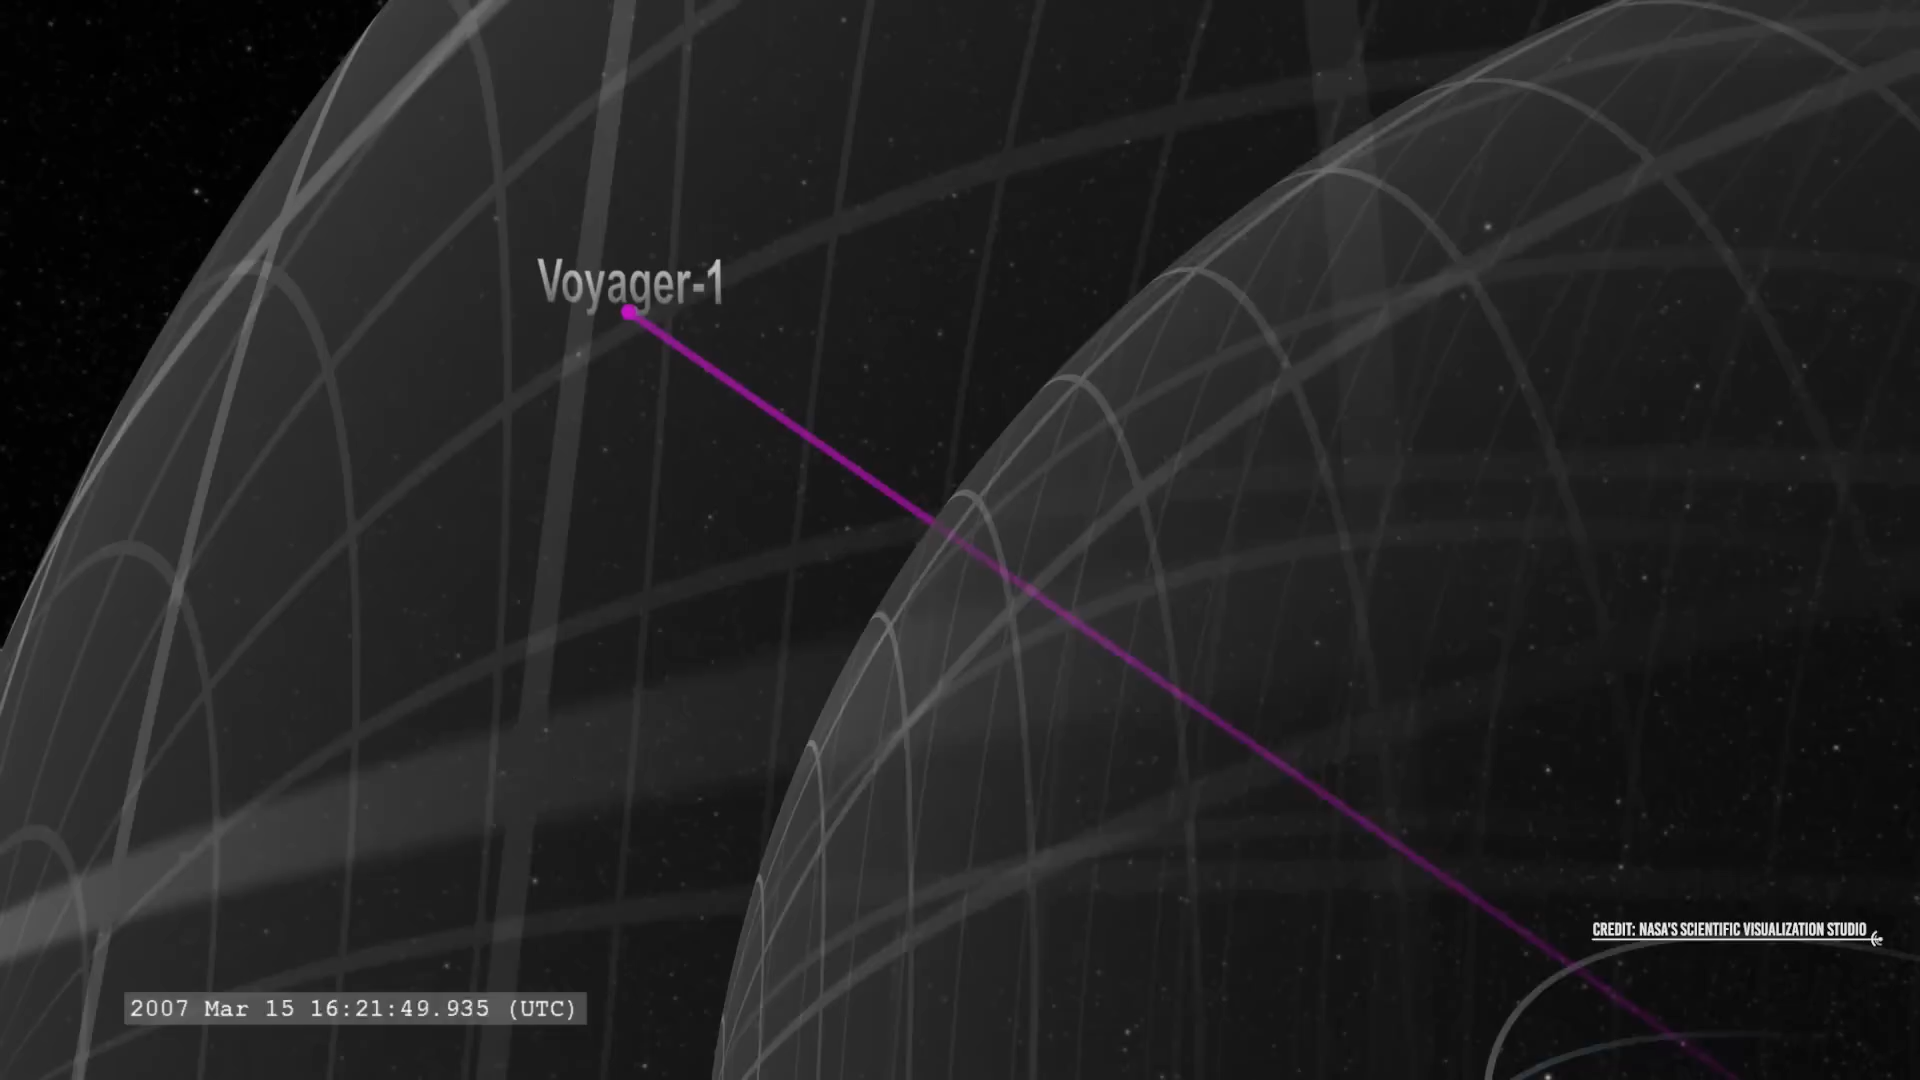 Voyager-1
CREDIT: NASA'S SCIENTIFIC VISUALIZATION STUDIO
2007 Mar 15 16:21:49.935 (UTC)